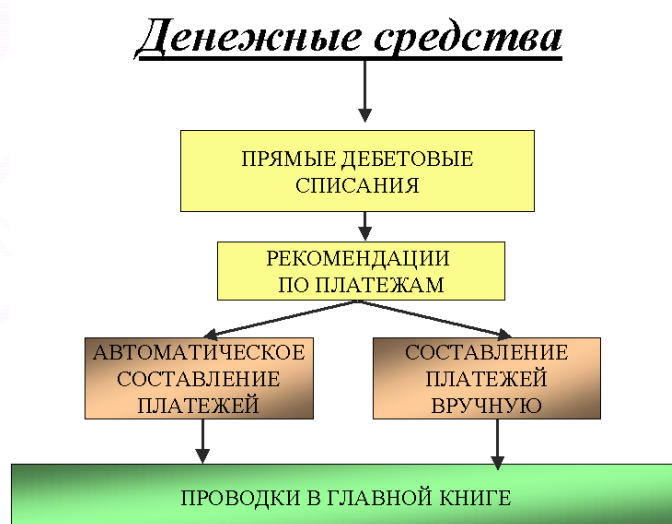 Денежные средства
ПРЯМЫЕ ДЕБЕТОВЫЕ
СПИСАНИЯ
РЕКОМЕНДАЦИИ
ПО ПЛАТЕЖАМ
АВТОМАТИЧЕСКОЕ
СОСТАВЛЕНИЕ
ПЛАТЕЖЕЙ
СОСТАВЛЕНИЕ
ПЛАТЕЖЕЙ
ВРУЧНУЮ
ПРОВОДКИ В ГЛАВНОЙ КНИГЕ